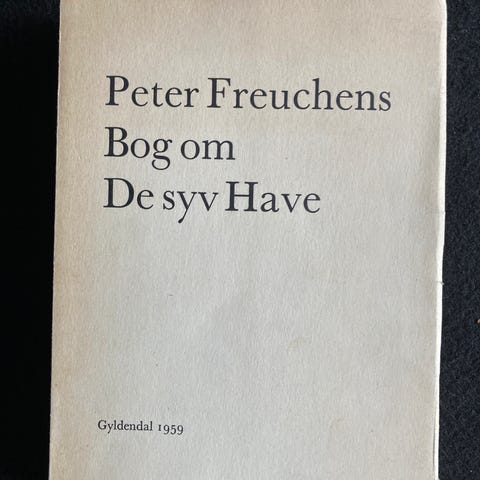 Peter Freuchens
Bog om
De syv Have
Gyldendal 1959